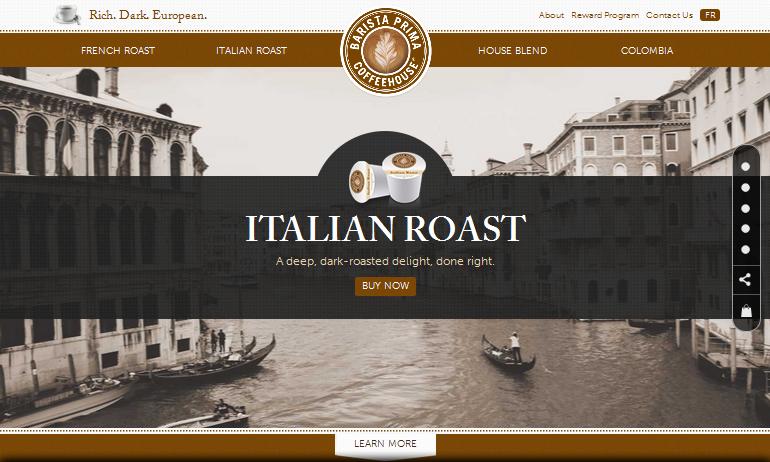 Rich. Dark. European.
About Reward Program Contact Us FR
FRENCH ROAST ITALIAN ROAST HOUSE BLEND COLOMBIA
BARISTA PRIMA
COFFEEHOUSE
ITALIAN ROAST
A deep, dark-roasted delight, done right.
BUY NOW
LEARN MORE